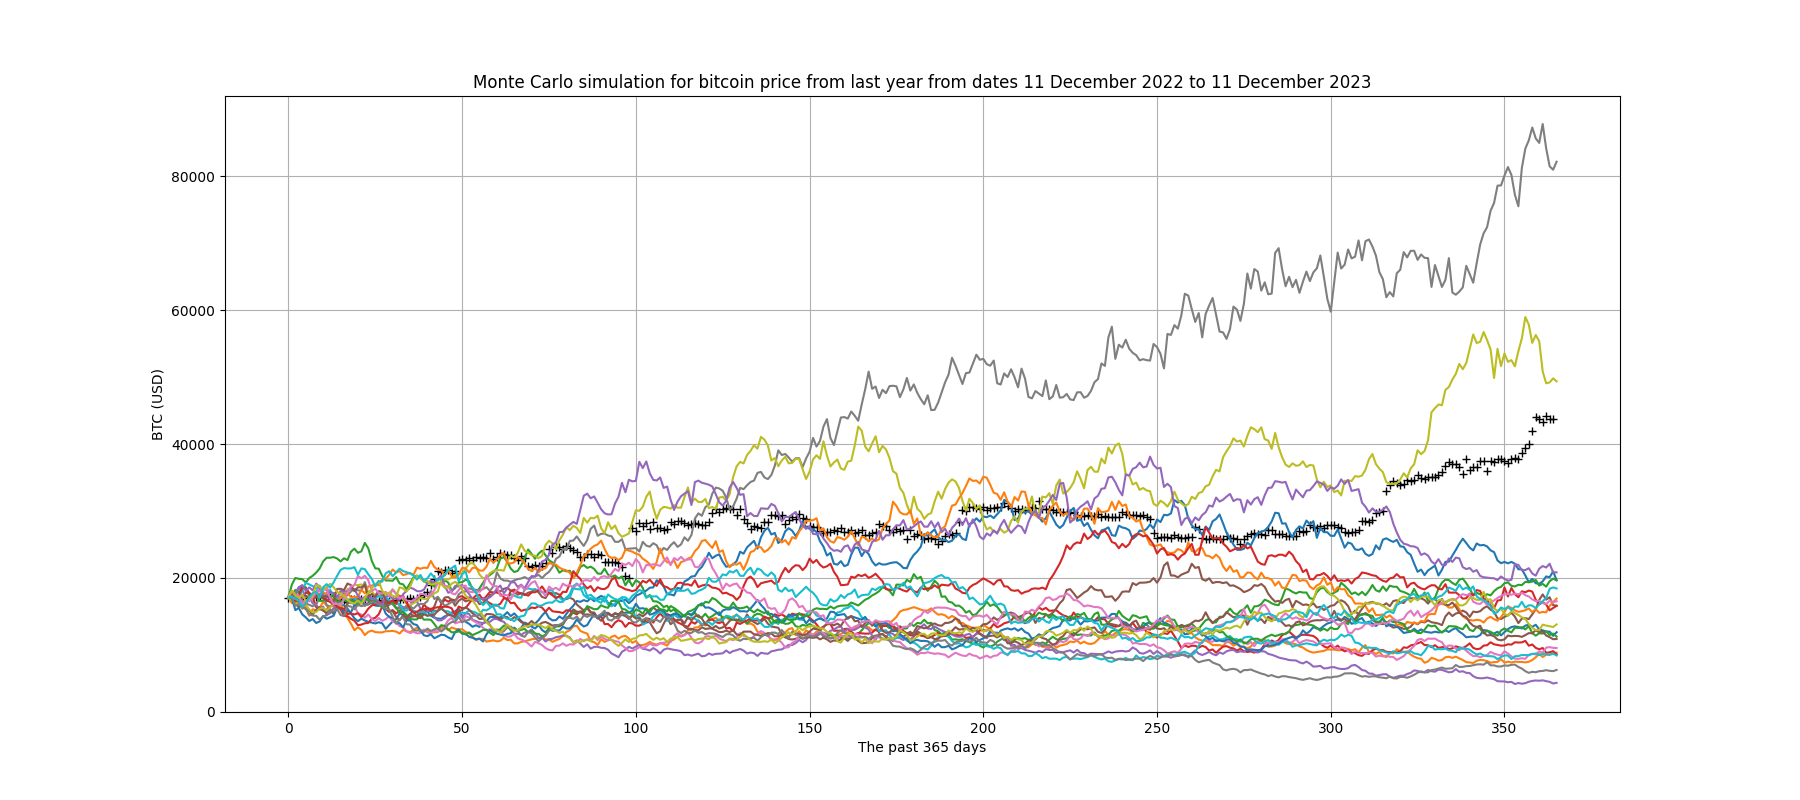 Monte Carlo simulation for bitcoin price from last year from dates 11 December 2022 to 11 December 2023
80000
60000
BTC (USD)
40000
20000
0
0 50 100 150 200 250 300 350
The past 365 days